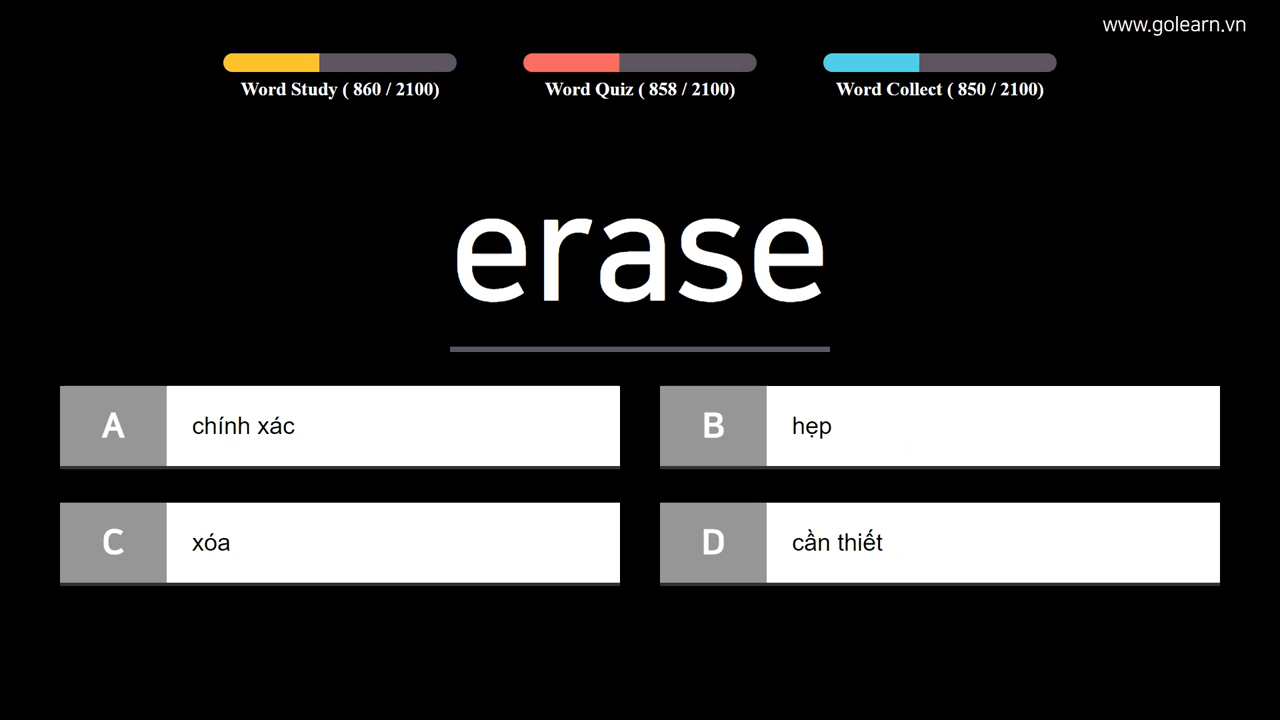 www.golearn.vn
Word Study ( 860 / 2100)
Word Quiz ( 858 / 2100)
Word Collect ( 850 / 2100)
erase
A chính xác
B hẹp
C xóa
D cần thiết